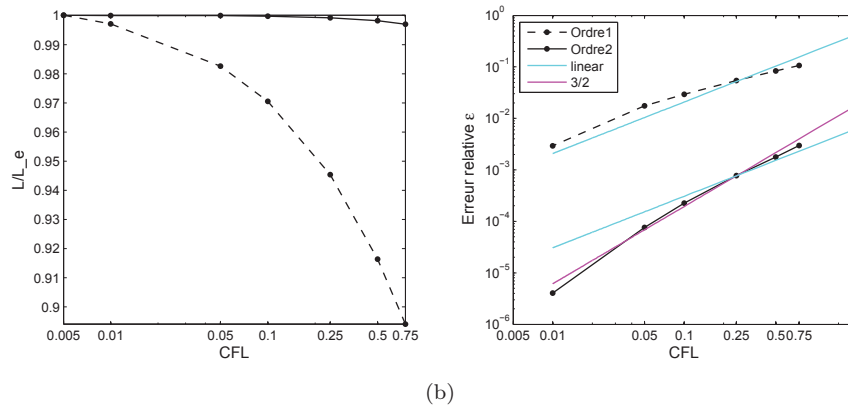 1
0.99
0.98
0.97
0.96
0.95
0.94
0.93
0.92
0.91
0.9
L/L_e
0.005 0.01 0.05 0.1 0.25 0.5 0.75
CFL
Ordre1
Ordre2
linear
3/2
10^0
10^-1
10^-2
10^-3
10^-4
10^-5
10^-6
Erreur relative ε
0.005 0.01 0.05 0.1 0.25 0.5 0.75
CFL
(b)